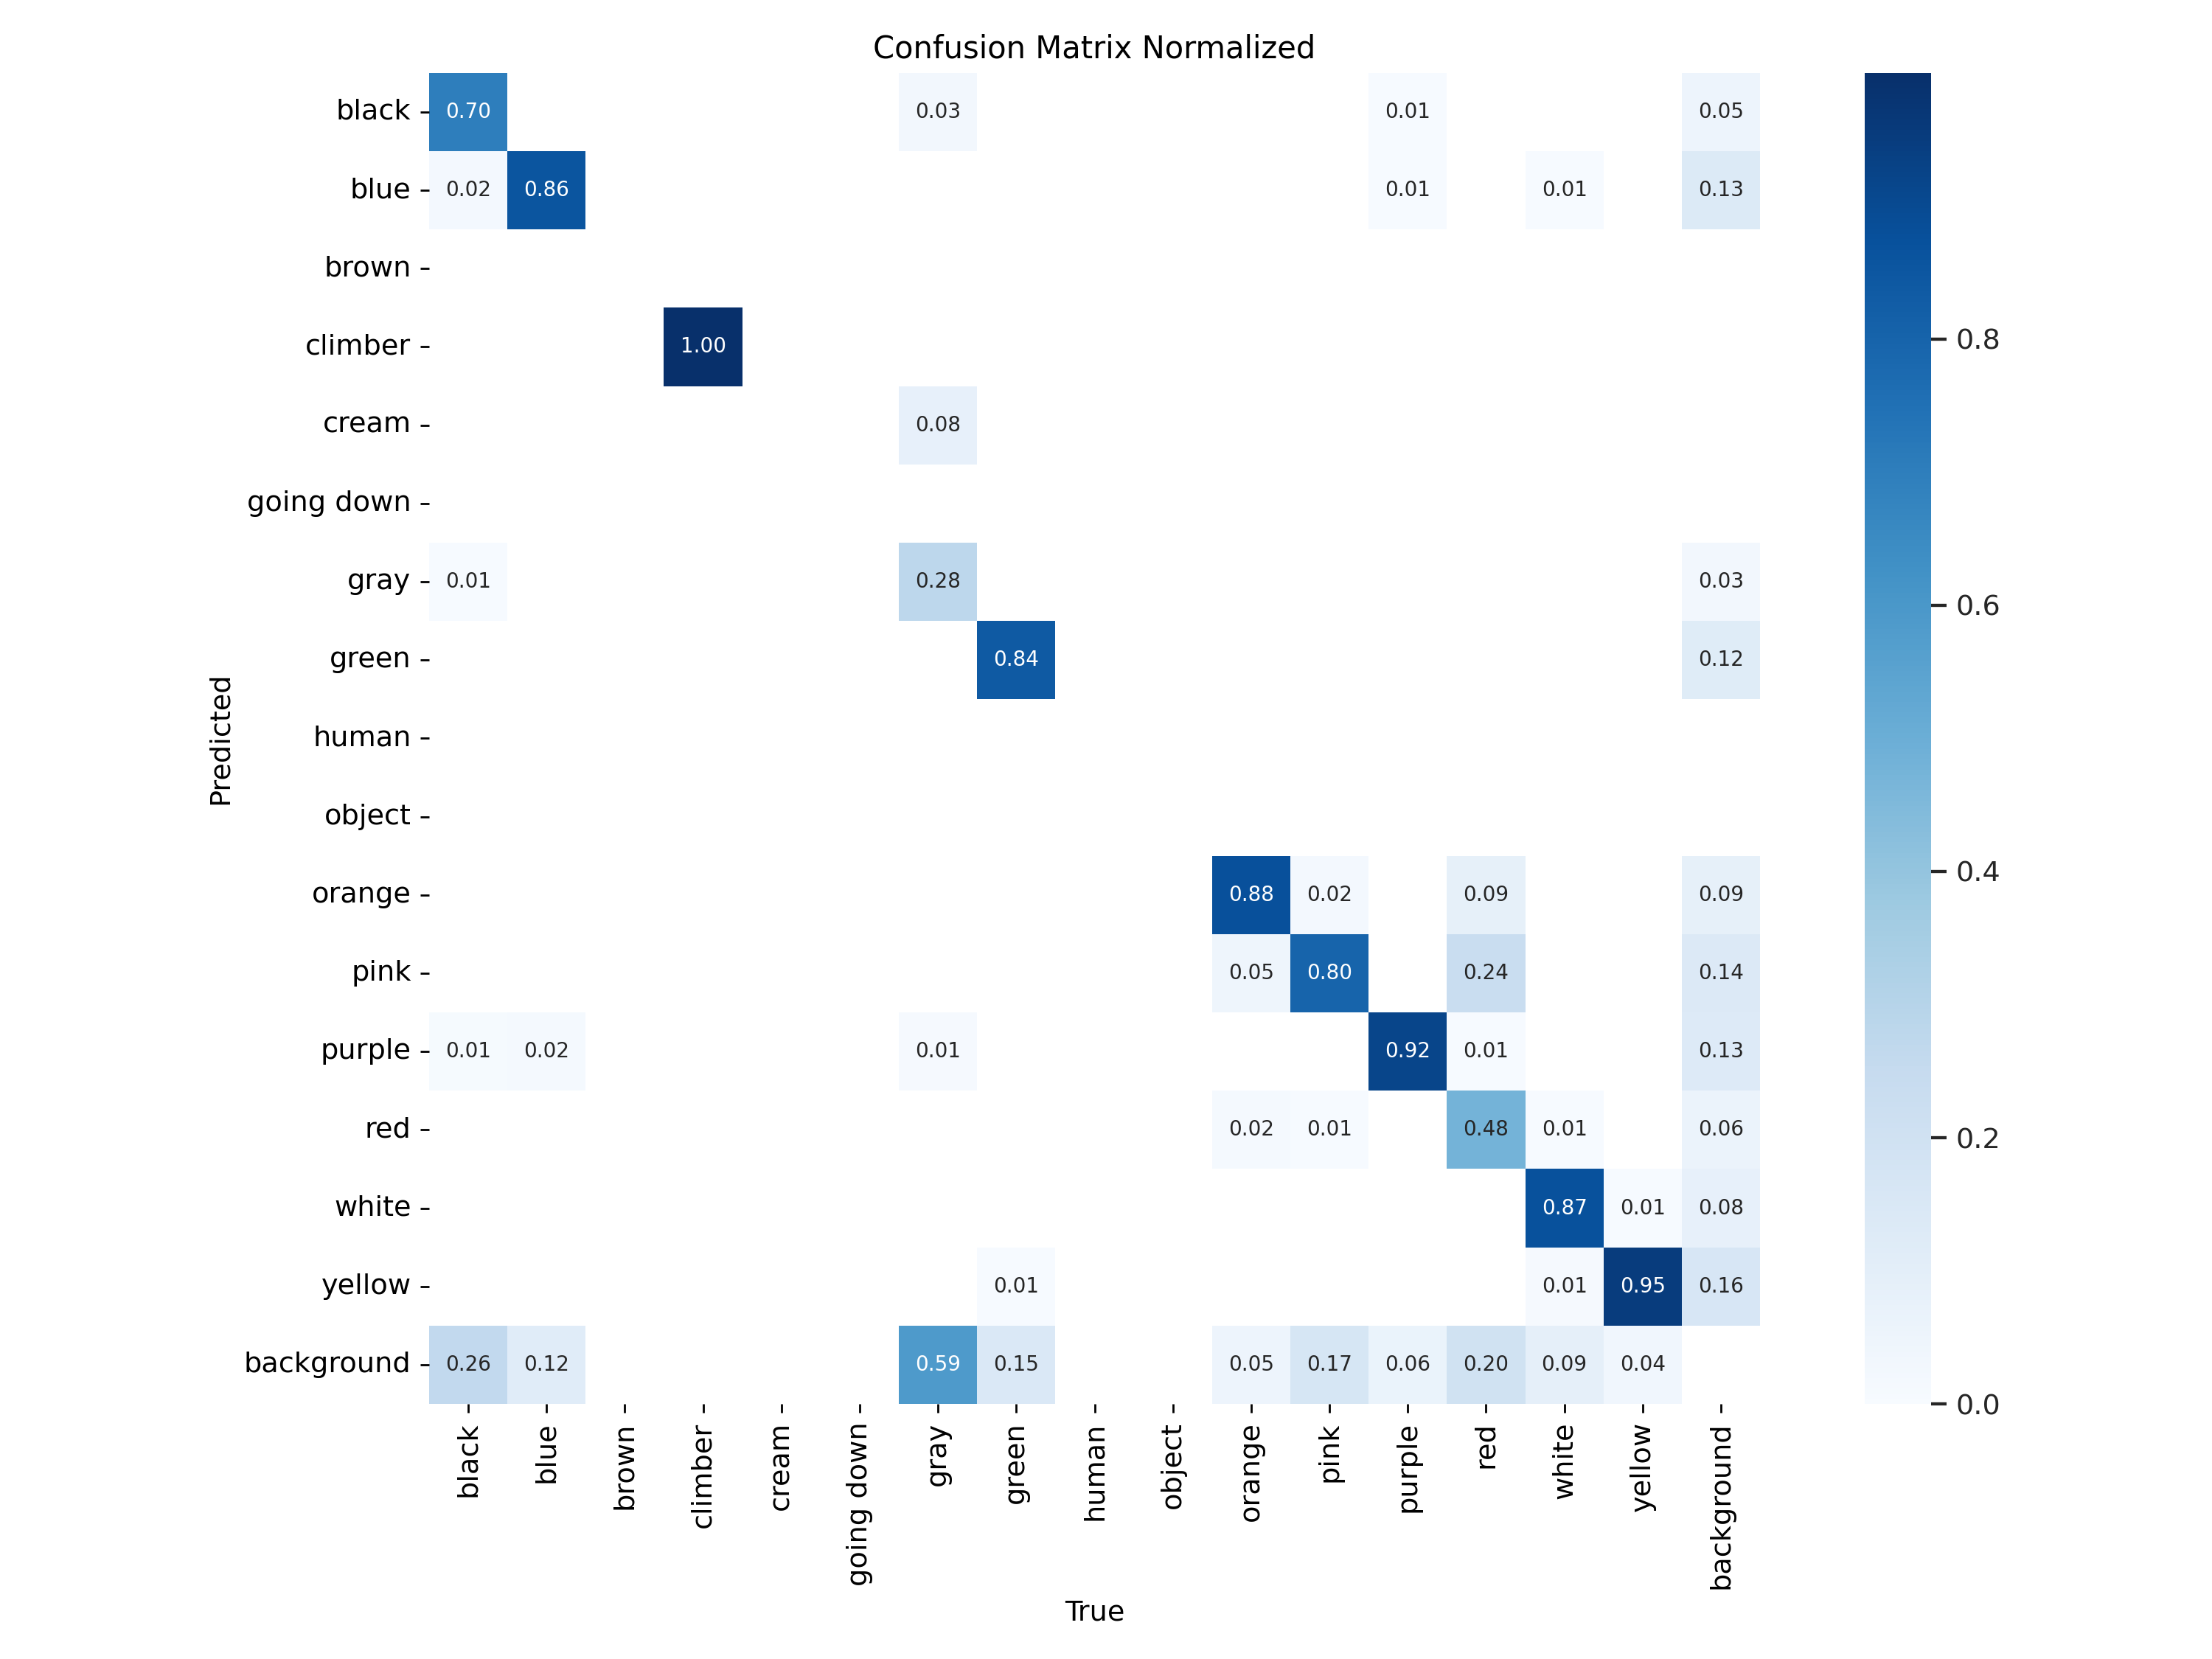 Confusion Matrix Normalized
black 0.70 0.03 0.01 0.05
blue 0.02 0.86 0.01 0.01 0.13
brown
climber 1.00
0.8
cream 0.08
going down
gray 0.01 0.28 0.03
0.6
green 0.84 0.12
human
Predicted
object
0.4
orange 0.88 0.02 0.09 0.09
pink 0.05 0.80 0.24 0.14
purple 0.01 0.02 0.01 0.92 0.01 0.13
red 0.02 0.01 0.48 0.01 0.06
0.2
white 0.87 0.01 0.08
yellow 0.01 0.01 0.95 0.16
background 0.26 0.12 0.59 0.15 0.05 0.17 0.06 0.20 0.09 0.04
0.0
black blue brown climber cream going down gray green human object orange pink purple red white yellow background
True